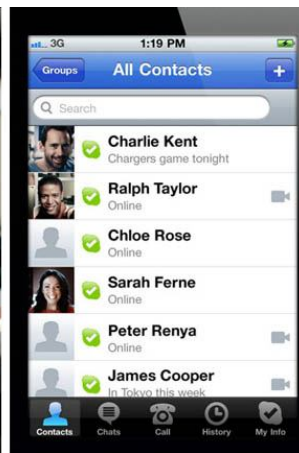 3G 1:19 PM
Groups All Contacts +
Search
Charlie Kent
Chargers game tonight
Ralph Taylor
Online
Chloe Rose
Online
Sarah Ferne
Online
Peter Renya
Online
James Cooper
In Tokyo this week
Contacts Chats Call History My Info